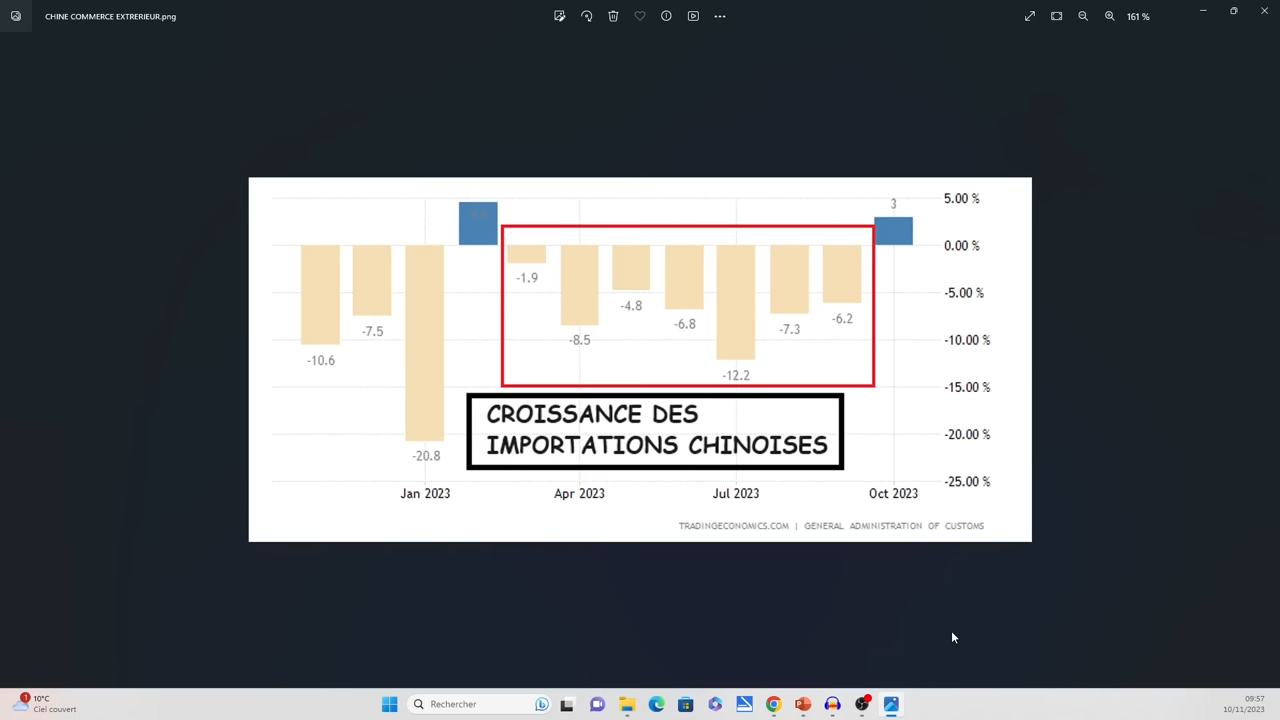 CHINE COMMERCE EXTRERIEUR.png
161 %
5.00 %
3
0.00 %
-1.9
-5.00 %
-4.8
-6.2
-6.8
-7.3
-7.5
-8.5
-10.00 %
-10.6
-12.2
-15.00 %
CROISSANCE DES
IMPORTATIONS CHINOISES
-20.00 %
-20.8
-25.00 %
Jan 2023 Apr 2023 Jul 2023 Oct 2023
TRADINGECONOMICS.COM | GENERAL ADMINISTRATION OF CUSTOMS
1
10°C
Ciel couvert
Rechercher
09:57
10/11/2023